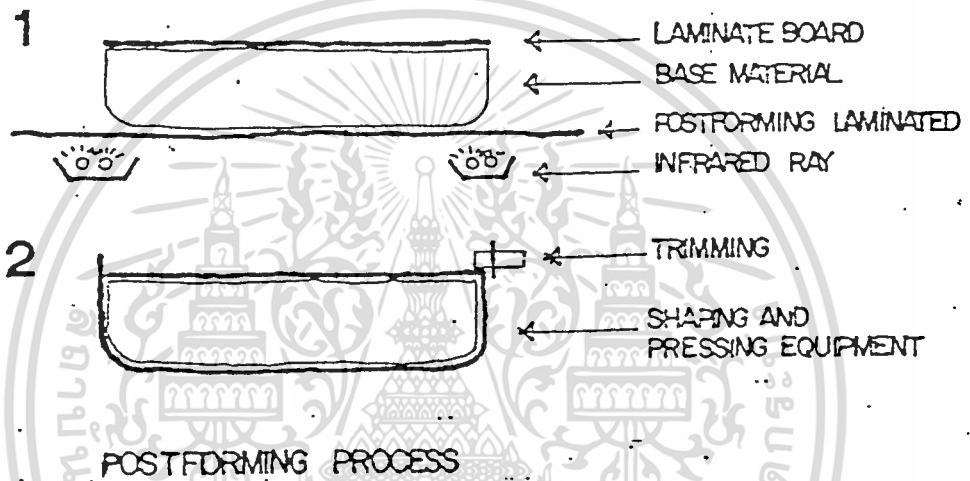 1
LAMINATE BOARD
BASE MATERIAL
POSTFORMING LAMINATED
INFRARED RAY
2
TRIMMING
SHAPING AND
PRESSING EQUIPMENT
POSTFORMING PROCESS